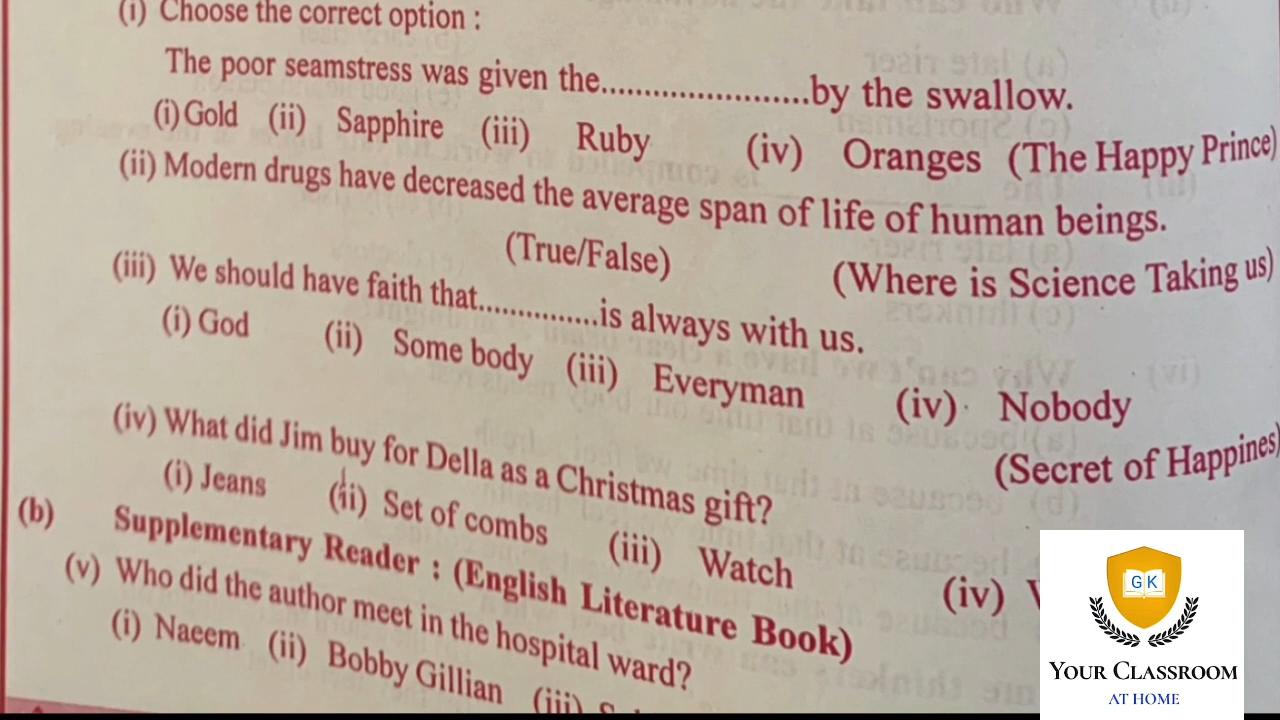 (i) Choose the correct option :
The poor seamstress was given the........................by the swallow.
(i) Gold (ii) Sapphire (iii) Ruby (iv) Oranges (The Happy Prince)
(ii) Modern drugs have decreased the average span of life of human beings.
(True/False) (Where is Science Taking us)
(iii) We should have faith that..............is always with us.
(i) God (ii) Some body (iii) Everyman (iv) Nobody
(Secret of Happines)
(iv) What did Jim buy for Della as a Christmas gift?
(i) Jeans (ii) Set of combs (iii) Watch (iv)
(b) Supplementary Reader : (English Literature Book)
(v) Who did the author meet in the hospital ward?
(i) Naeem (ii) Bobby Gillian (iii)
GK
YOUR CLASSROOM
AT HOME